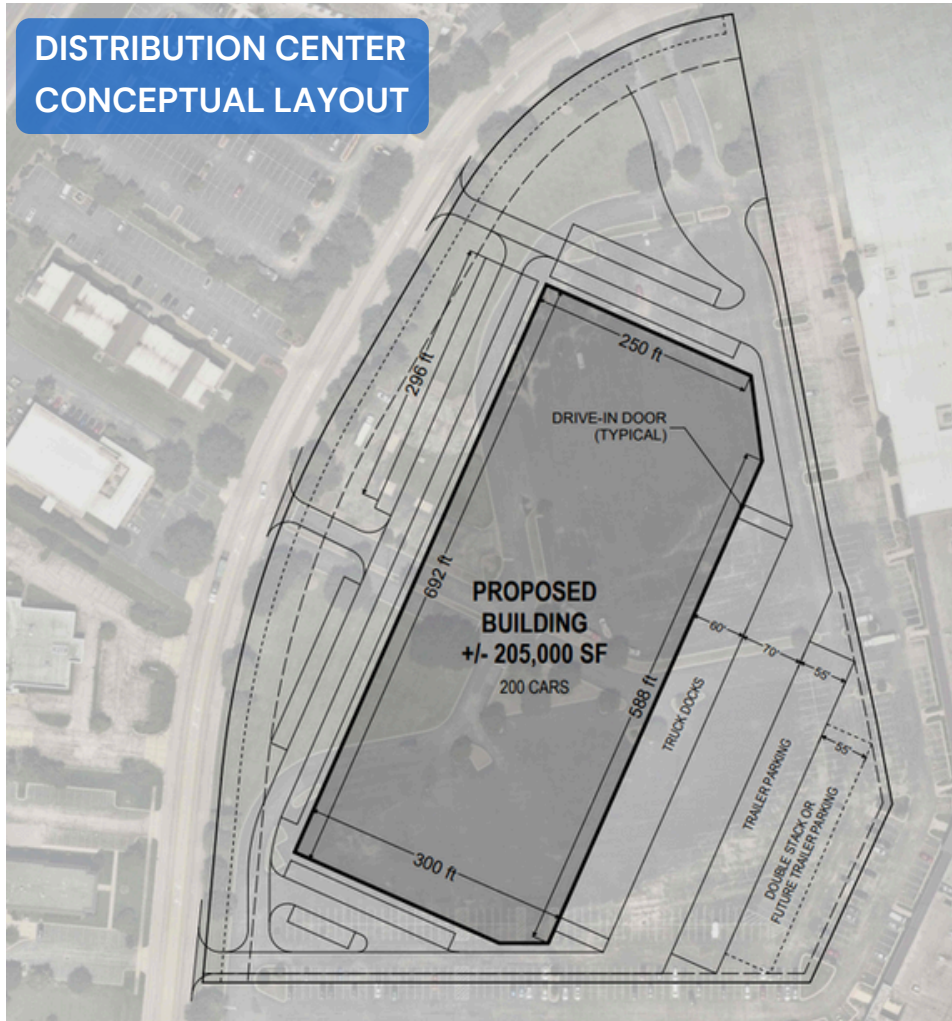 DISTRIBUTION CENTER
CONCEPTUAL LAYOUT
296 ft
250 ft
DRIVE-IN DOOR
(TYPICAL)
692 ft
PROPOSED
BUILDING
+/- 205,000 SF
200 CARS
60'
70'
55'
588 ft
TRUCK DOCKS
55'
TRAILER PARKING
DOUBLE STACK OR
FUTURE TRAILER PARKING
300 ft